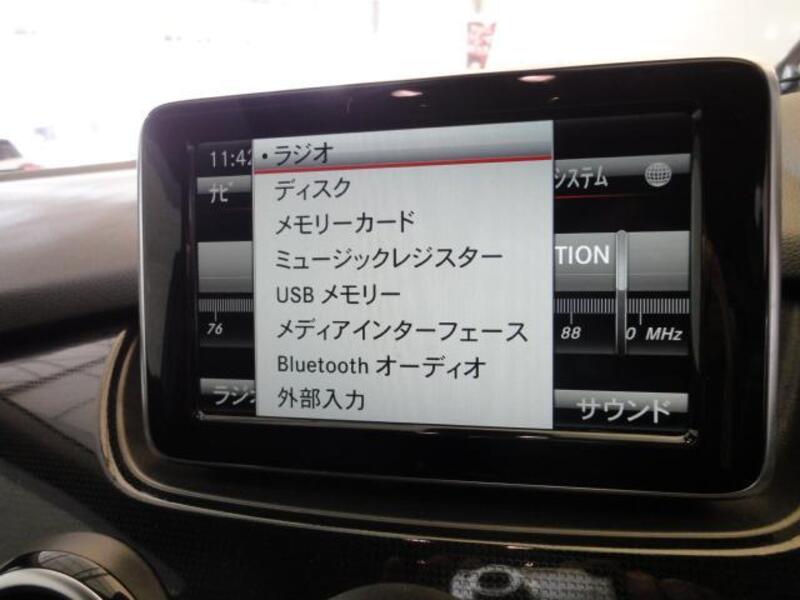 11:42
・ラジオ
ナビ
システム
ディスク
メモリーカード
ミュージックレジスター
TION
USB メモリー
メディアインターフェース
76
88
0 MHz
Bluetooth オーディオ
ラジ
外部入力
サウンド